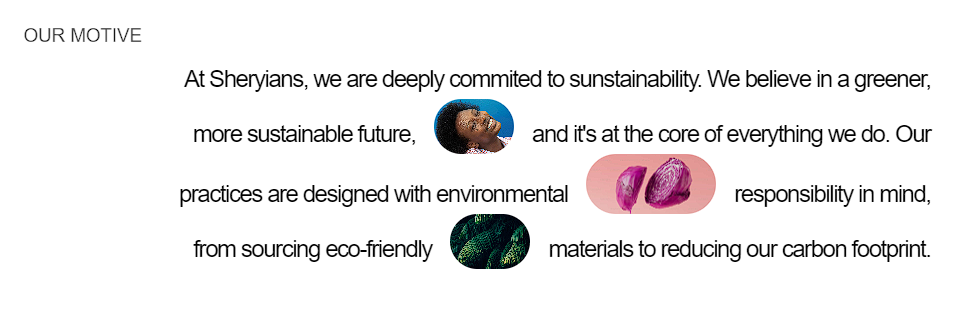 OUR MOTIVE
At Sheryians, we are deeply commited to sunstainability. We believe in a greener,
more sustainable future, and it's at the core of everything we do. Our
practices are designed with environmental responsibility in mind,
from sourcing eco-friendly materials to reducing our carbon footprint.